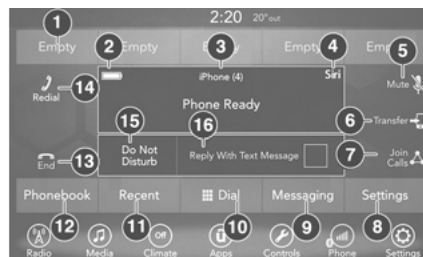 2:20 20°out
1
Empty Empty Empty Empty
2 3 4 5
iPhone (4) Siri Mute
14
Redial
Phone Ready
6 Transfer
15 16
Do Not
Disturb
Reply With Text Message
7 Join
Calls
13
End
Phonebook Recent Dial Messaging Settings
12 11 Off 10 9 8
Radio Media Climate Apps Controls Phone Settings